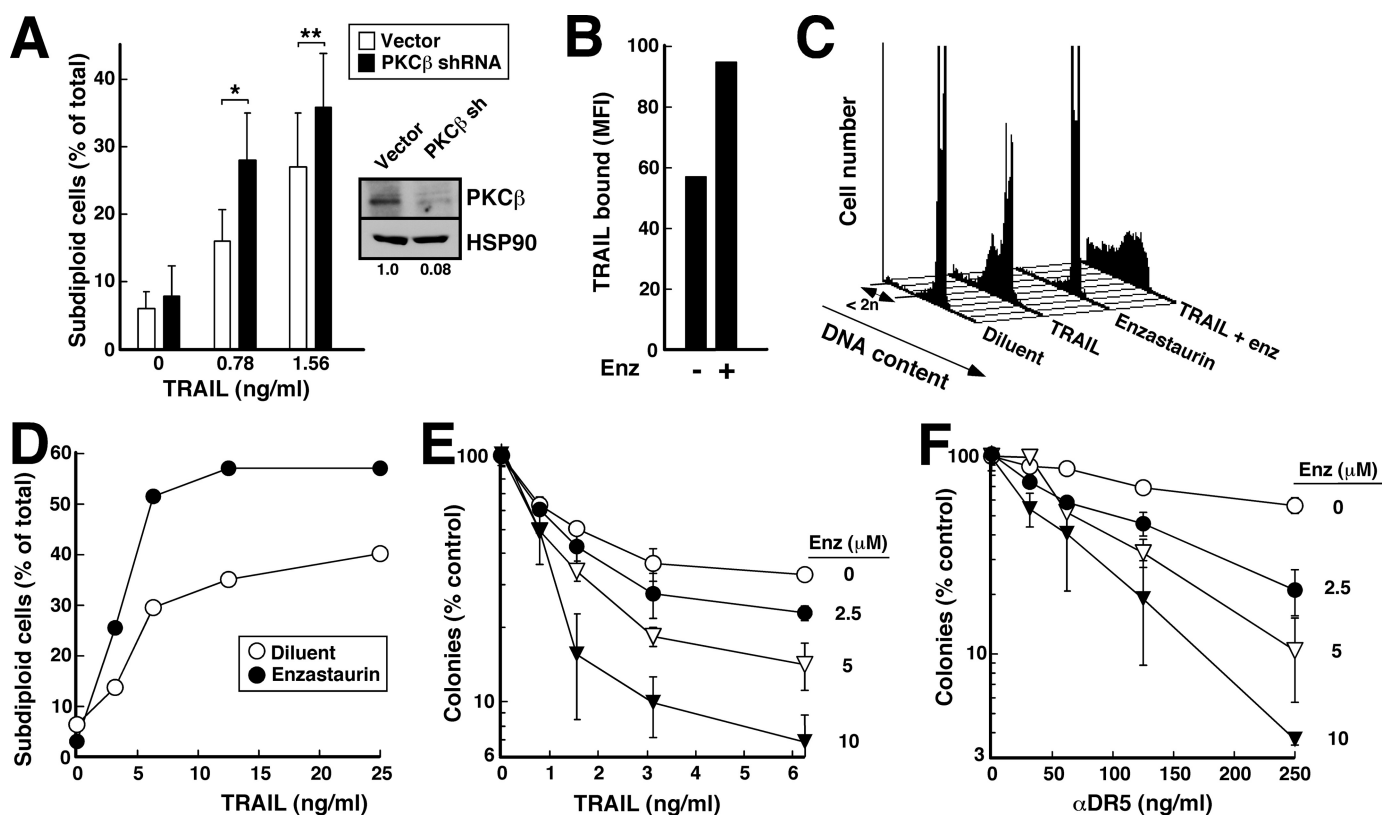 A
Subdiploid cells (% of total)
40
30
20
10
0
*
**
0 0.78 1.56
TRAIL (ng/ml)
Vector
PKCβ shRNA
Vector PKCβ sh
PKCβ
HSP90
1.0 0.08
B
TRAIL bound (MFI)
100
80
60
40
20
0
Enz - +
C
Cell number
< 2n
DNA content
Diluent
TRAIL
Enzastaurin
TRAIL + enz
D
Subdiploid cells (% of total)
60
50
40
30
20
10
0
0 5 10 15 20 25
TRAIL (ng/ml)
Diluent
Enzastaurin
E
Colonies (% control)
100
10
6
0 1 2 3 4 5 6
TRAIL (ng/ml)
Enz (μM)
0
2.5
5
10
F
Colonies (% control)
100
10
3
0 50 100 150 200 250
αDR5 (ng/ml)
Enz (μM)
0
2.5
5
10